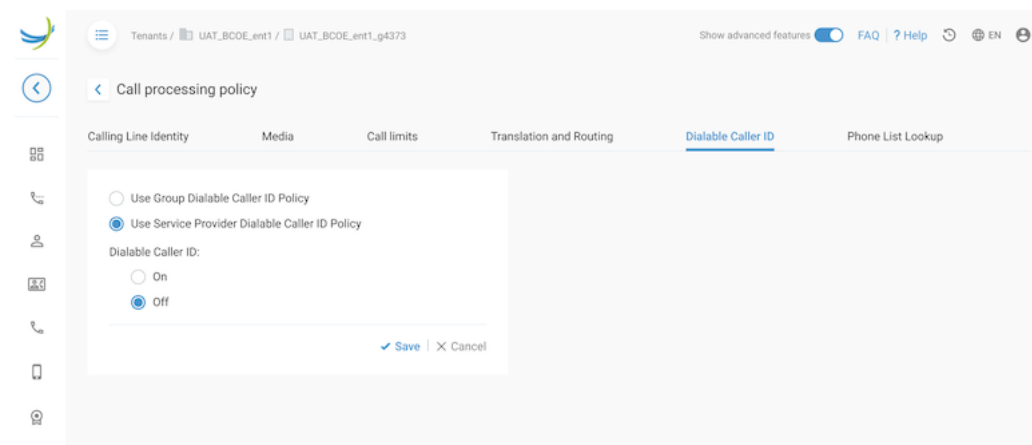 Tenants / UAT_BCOE_ent1 / UAT_BCOE_ent1_g4373
Show advanced features FAQ ? Help EN
Call processing policy
Calling Line Identity Media Call limits Translation and Routing Dialable Caller ID Phone List Lookup
Use Group Dialable Caller ID Policy
Use Service Provider Dialable Caller ID Policy
Dialable Caller ID:
On
Off
Save Cancel